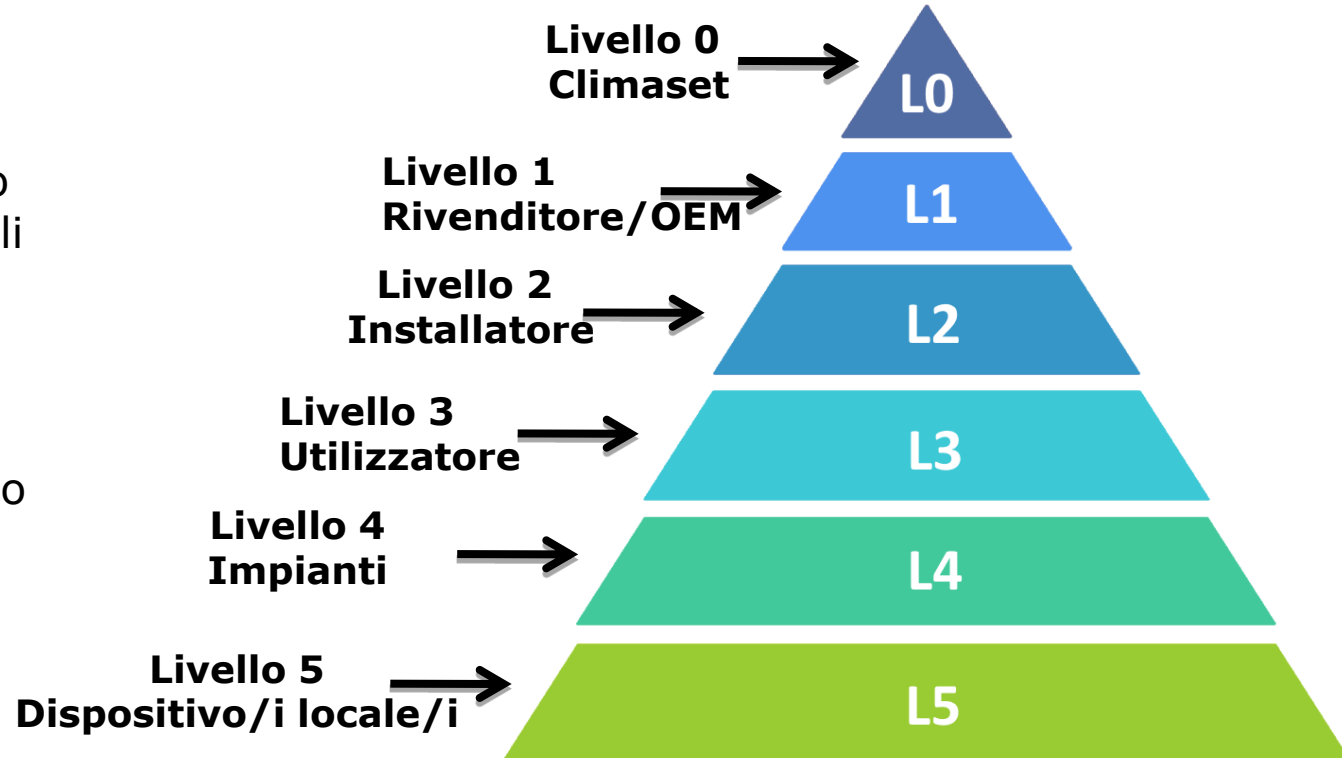 Livello 0
Climaset
L0
o
li
Livello 1
Rivenditore/OEM
L1
Livello 2
Installatore
L2
Livello 3
Utilizzatore
L3
o
Livello 4
Impianti
L4
Livello 5
Dispositivo/i locale/i
L5